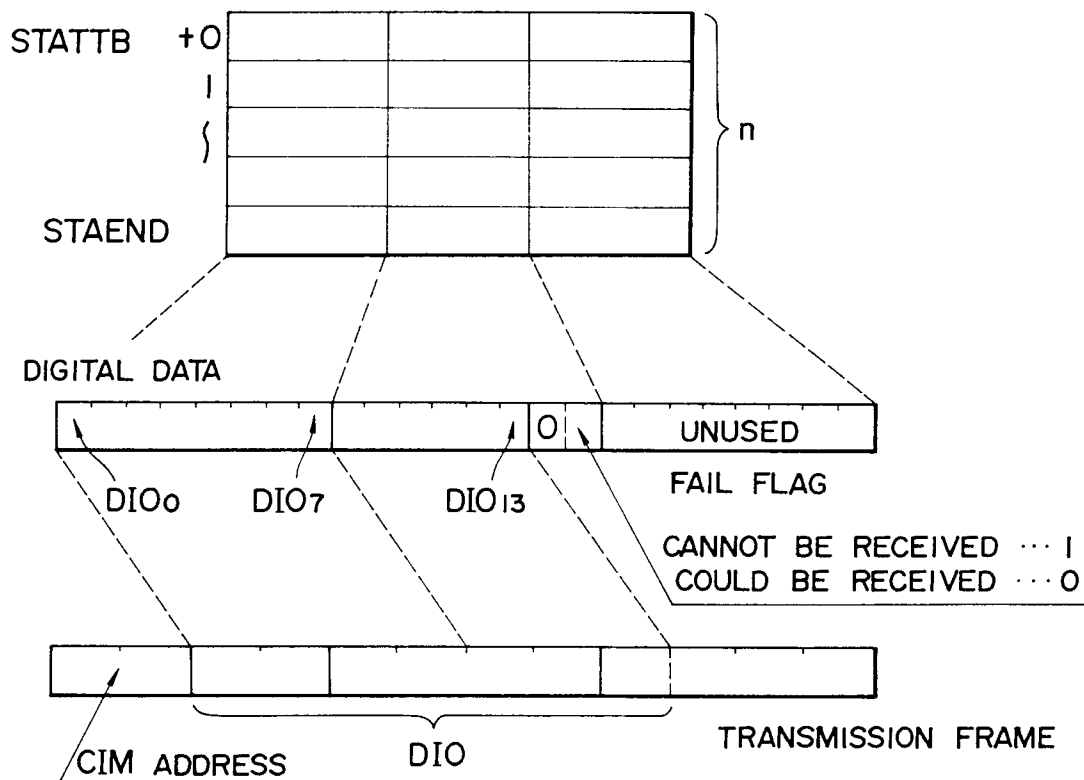 STATTB +0
1
n
STAEND
DIGITAL DATA
0 UNUSED
DIO0 DIO7 DIO13 FAIL FLAG
CANNOT BE RECEIVED ··· 1
COULD BE RECEIVED ··· 0
DIO TRANSMISSION FRAME
CIM ADDRESS